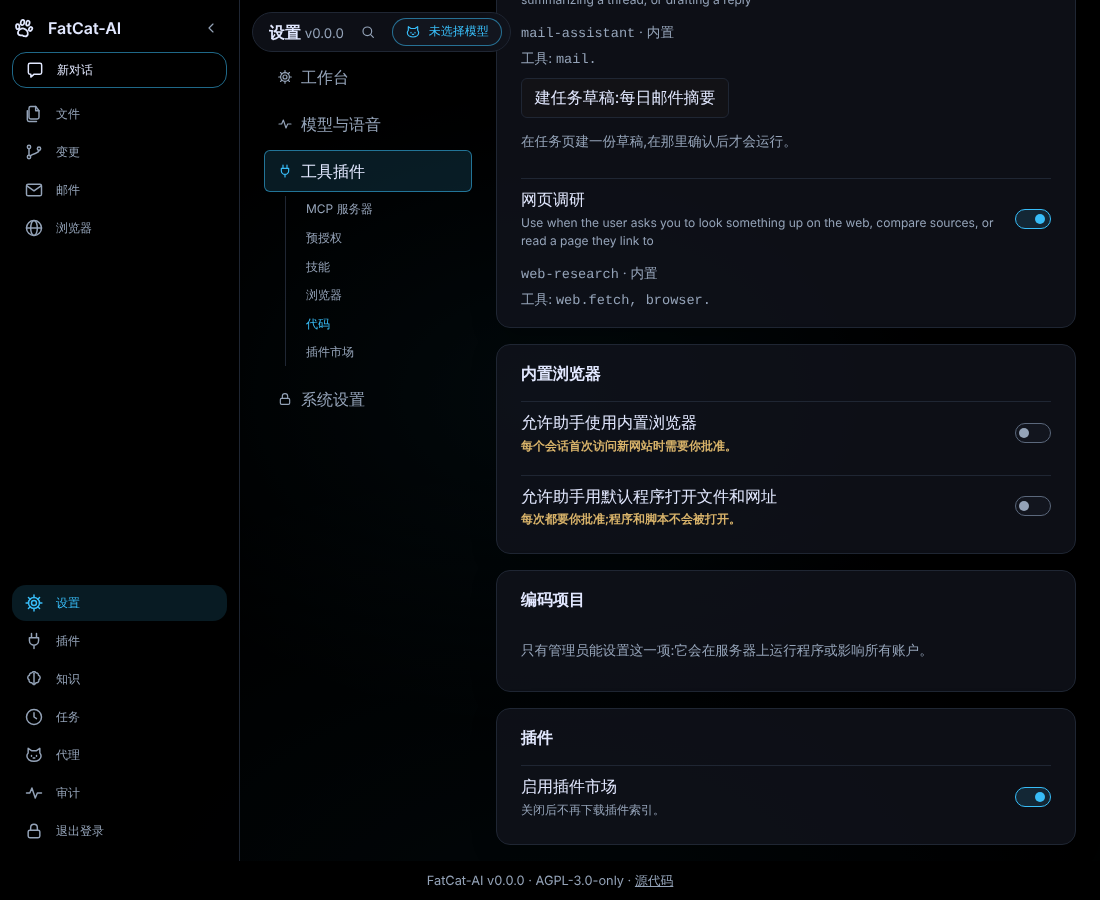 FatCat-AI
新对话
文件
变更
邮件
浏览器
设置
插件
知识
任务
代理
审计
退出登录
设置 v0.0.0
未选择模型
工作台
模型与语音
工具插件
MCP 服务器
预授权
技能
浏览器
代码
插件市场
系统设置
summarizing a thread, or drafting a reply
mail-assistant · 内置
工具: mail.
建任务草稿:每日邮件摘要
在任务页建一份草稿,在那里确认后才会运行。
网页调研
Use when the user asks you to look something up on the web, compare sources, or
read a page they link to
web-research · 内置
工具: web.fetch, browser.
内置浏览器
允许助手使用内置浏览器
每个会话首次访问新网站时需要你批准。
允许助手用默认程序打开文件和网址
每次都要你批准;程序和脚本不会被打开。
编码项目
只有管理员能设置这一项:它会在服务器上运行程序或影响所有账户。
插件
启用插件市场
关闭后不再下载插件索引。
FatCat-AI v0.0.0 · AGPL-3.0-only · 源代码